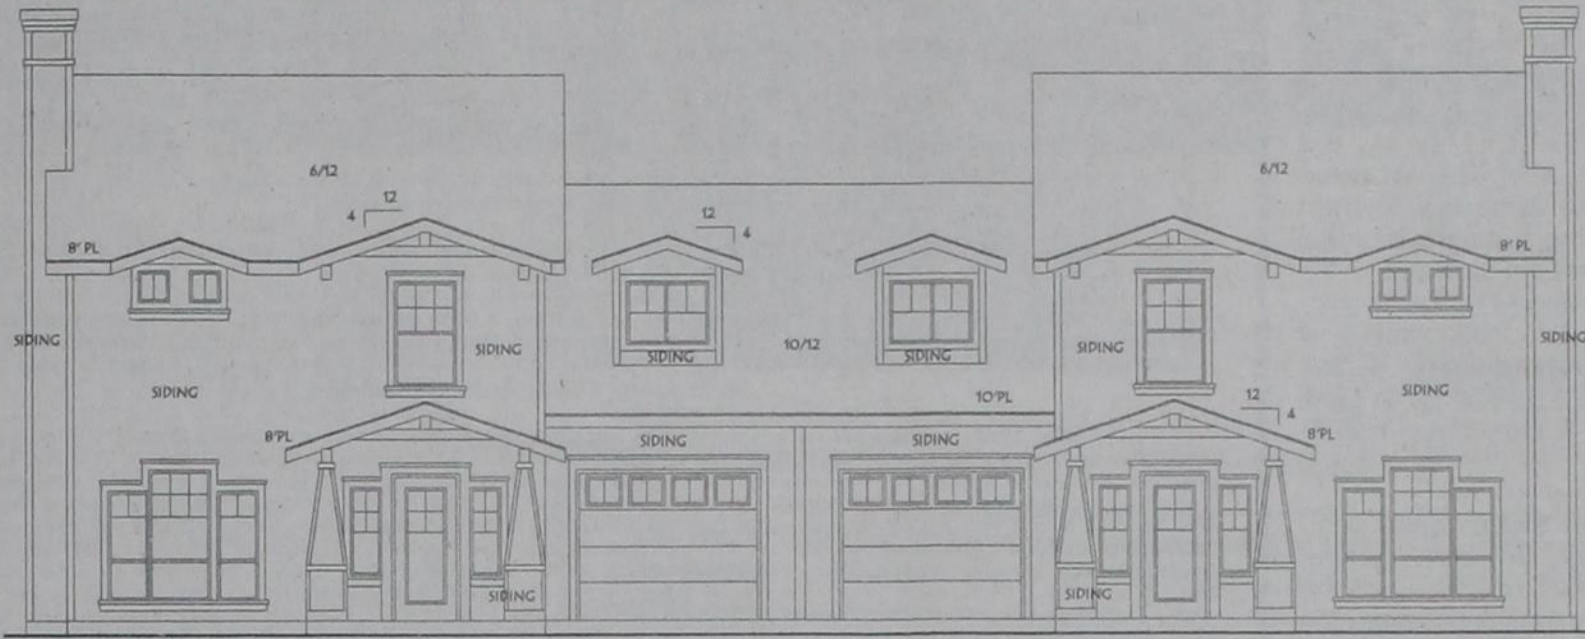 6/12
6/12
12
4
12
4
8' PL
8' PL
SIDING
SIDING
SIDING
10/12
SIDING
SIDING
SIDING
SIDING
SIDING
SIDING
10'PL
12
4
8'PL
SIDING
SIDING
8'PL
SIDING
SIDING